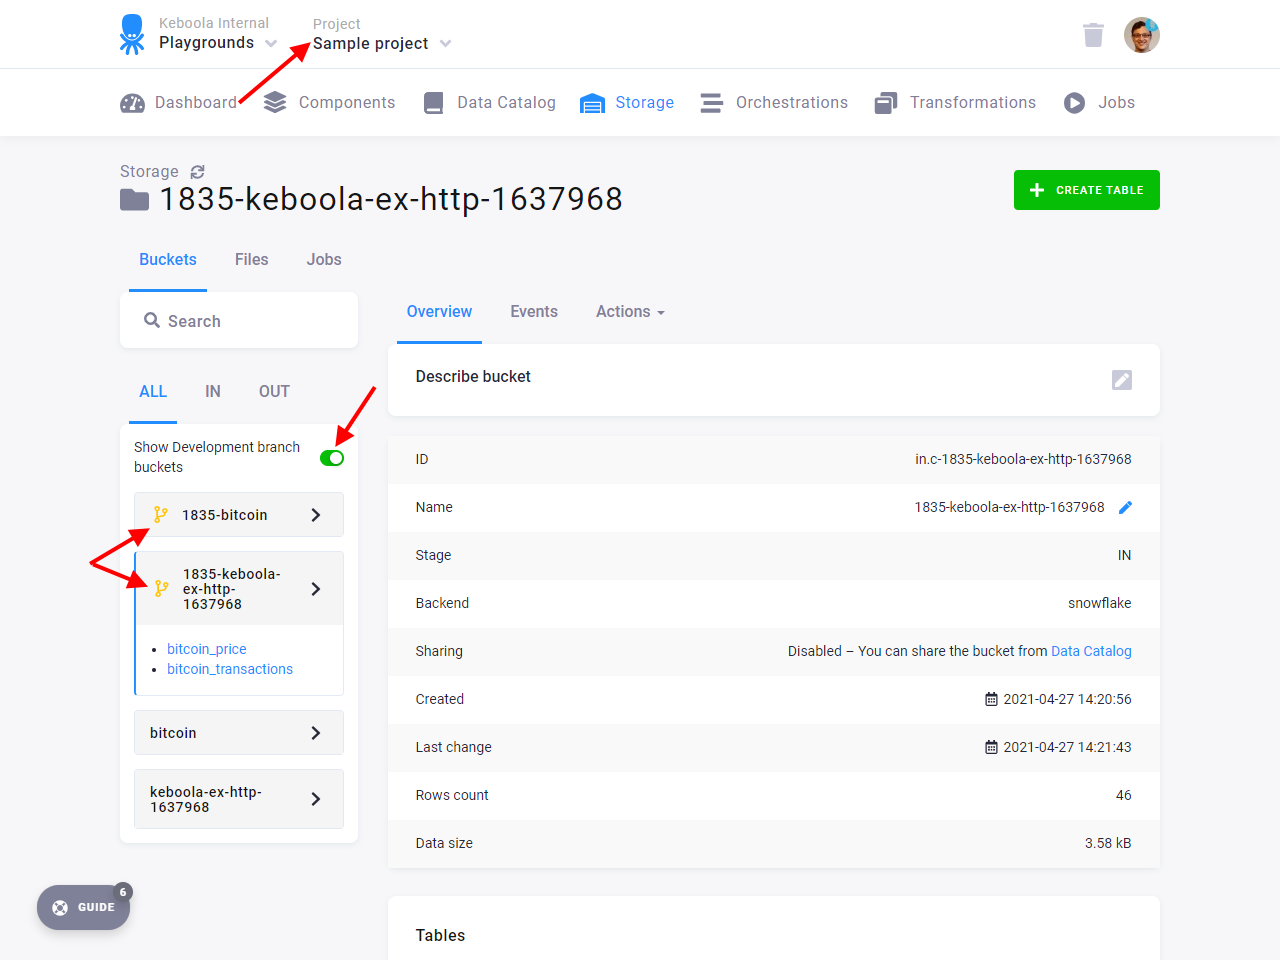 Keboola Internal
Playgrounds
Project
Sample project
Dashboard
Components
Data Catalog
Storage
Orchestrations
Transformations
Jobs
Storage
1835-keboola-ex-http-1637968
CREATE TABLE
Buckets
Files
Jobs
Search
Overview
Events
Actions
ALL
IN
OUT
Describe bucket
Show Development branch
buckets
1835-bitcoin
1835-keboola-
ex-http-
1637968
bitcoin_price
bitcoin_transactions
bitcoin
keboola-ex-http-
1637968
ID
in.c-1835-keboola-ex-http-1637968
Name
1835-keboola-ex-http-1637968
Stage
IN
Backend
snowflake
Sharing
Disabled – You can share the bucket from Data Catalog
Created
2021-04-27 14:20:56
Last change
2021-04-27 14:21:43
Rows count
46
Data size
3.58 kB
6
GUIDE
Tables